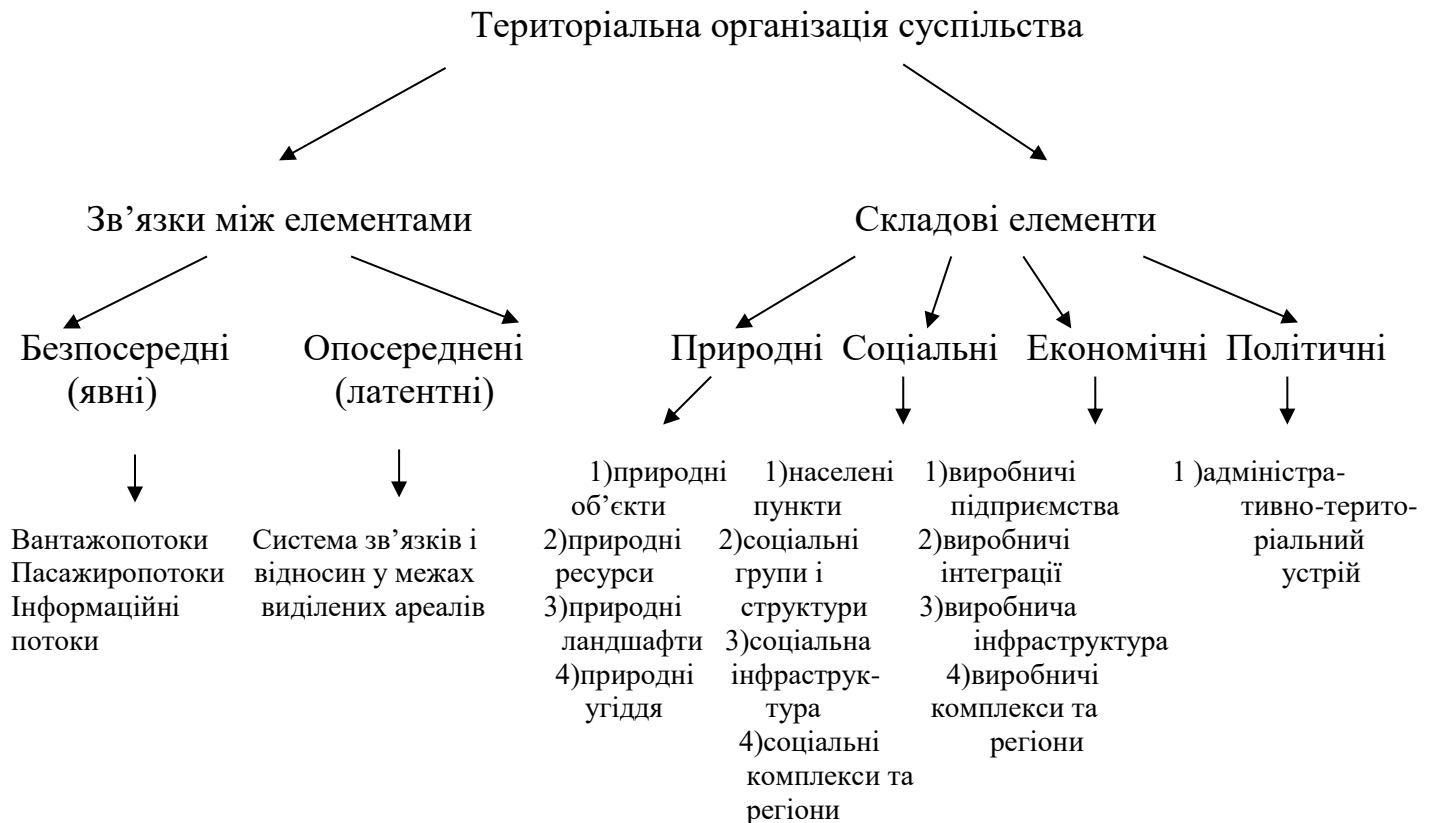 Територіальна організація суспільства
Зв’язки між елементами
Складові елементи
Безпосередні
(явні)
Опосереднені
(латентні)
Природні
Соціальні
Економічні
Політичні
Вантажопотоки
Пасажиропотоки
Інформаційні
потоки
Система зв’язків і
відносин у межах
виділених ареалів
1)природні
об’єкти
2)природні
ресурси
3)природні
ландшафти
4)природні
угіддя
1)населені
пункти
2)соціальні
групи і
структури
3)соціальна
інфраструк-
тура
4)соціальні
комплекси та
регіони
1)виробничі
підприємства
2)виробничі
інтеграції
3)виробнича
інфраструктура
4)виробничі
комплекси та
регіони
1 )адміністра-
тивно-терито-
ріальний
устрій